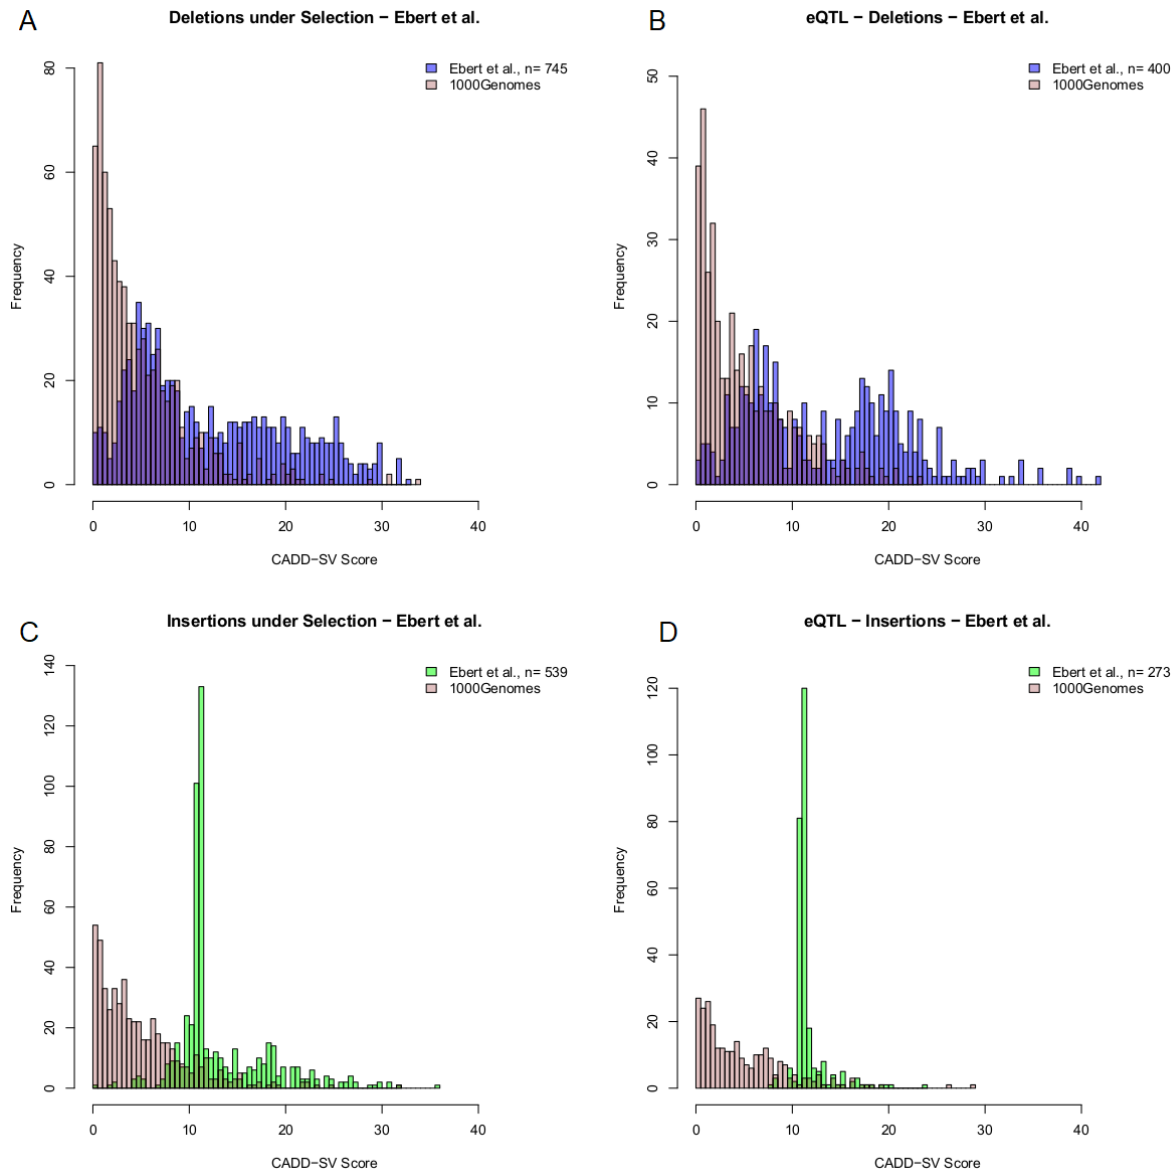 A
Deletions under Selection − Ebert et al.
Ebert et al., n= 745
1000Genomes
Frequency
80
60
40
20
0
0 10 20 30 40
CADD−SV Score
B
eQTL − Deletions − Ebert et al.
Ebert et al., n= 400
1000Genomes
Frequency
50
40
30
20
10
0
0 10 20 30 40
CADD−SV Score
C
Insertions under Selection − Ebert et al.
Ebert et al., n= 539
1000Genomes
Frequency
140
120
100
80
60
40
20
0
0 10 20 30 40
CADD−SV Score
D
eQTL − Insertions − Ebert et al.
Ebert et al., n= 273
1000Genomes
Frequency
120
100
80
60
40
20
0
0 10 20 30 40
CADD−SV Score